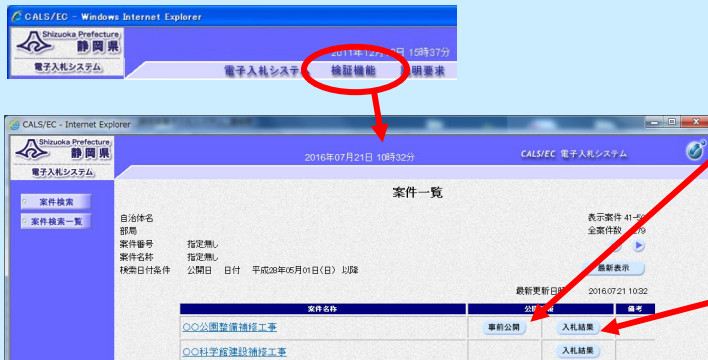 CALS/EC - Windows Internet Explorer
Shizuoka Prefecture
静岡県
電子入札システム
15時37分
電子入札システム 検証機能 説明要求
CALS/EC - Internet Explorer
Shizuoka Prefecture
静岡県
電子入札システム
2016年07月21日 10時32分
CALS/EC 電子入札システム
案件検索
案件検索一覧
案件一覧
自治体名
部局
案件番号 指定無し
案件名称 指定無し
検索日付条件 公開日 日付 平成28年05月01日(日) 以降
表示案件 41-50
全案件数
最新表示
最新更新日時 2016.07.21 10:32
案件名称 備考
〇〇公園整備補修工事 事前公開 入札結果
〇〇科学館建設補修工事 入札結果